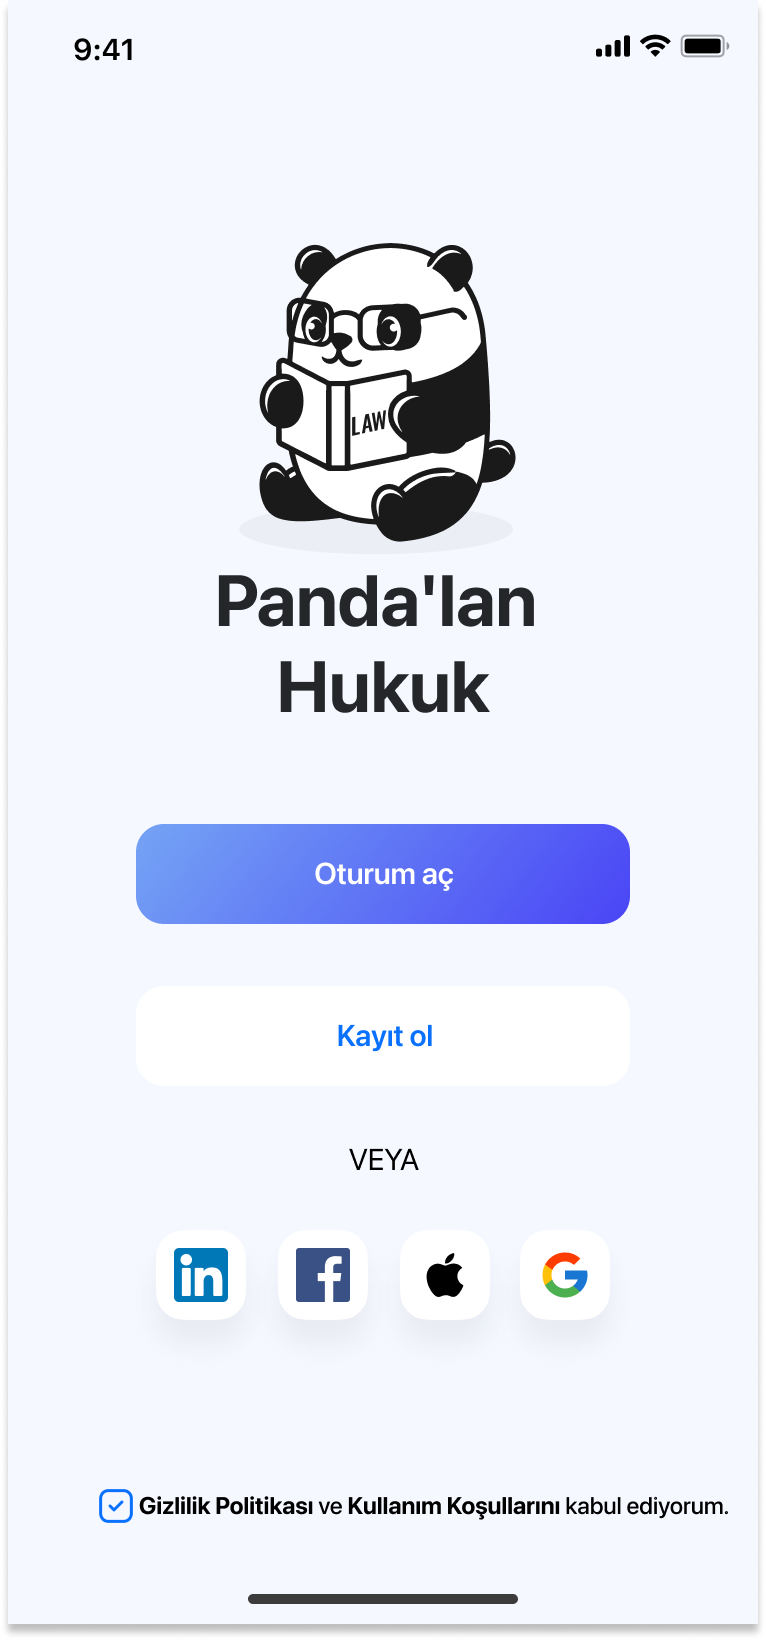 9:41
LAW
Panda'lan
Hukuk
Oturum aç
Kayıt ol
VEYA
in
f
G
Gizlilik Politikası ve Kullanım Koşullarını kabul ediyorum.